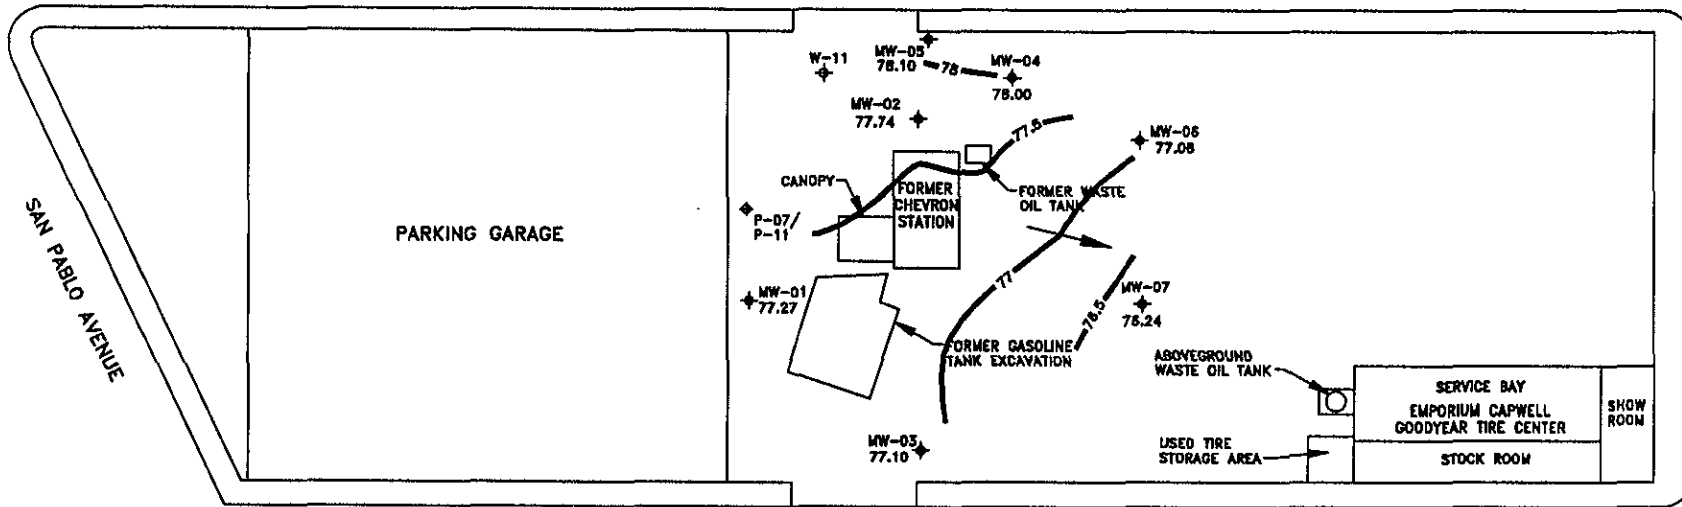 SAN PABLO AVENUE
PARKING GARAGE
W-11
MW-05
78.10
78
MW-04
78.00
MW-02
77.74
77.5
MW-06
77.08
CANOPY
FORMER
CHEVRON
STATION
FORMER WASTE
OIL TANK
P-07/
P-11
MW-01
77.27
77
76.5
MW-07
76.24
FORMER GASOLINE
TANK EXCAVATION
MW-03
77.10
ABOVEGROUND
WASTE OIL TANK
USED TIRE
STORAGE AREA
SERVICE BAY
EMPORIUM CAPWELL
GOODYEAR TIRE CENTER
STOCK ROOM
SHOW
ROOM